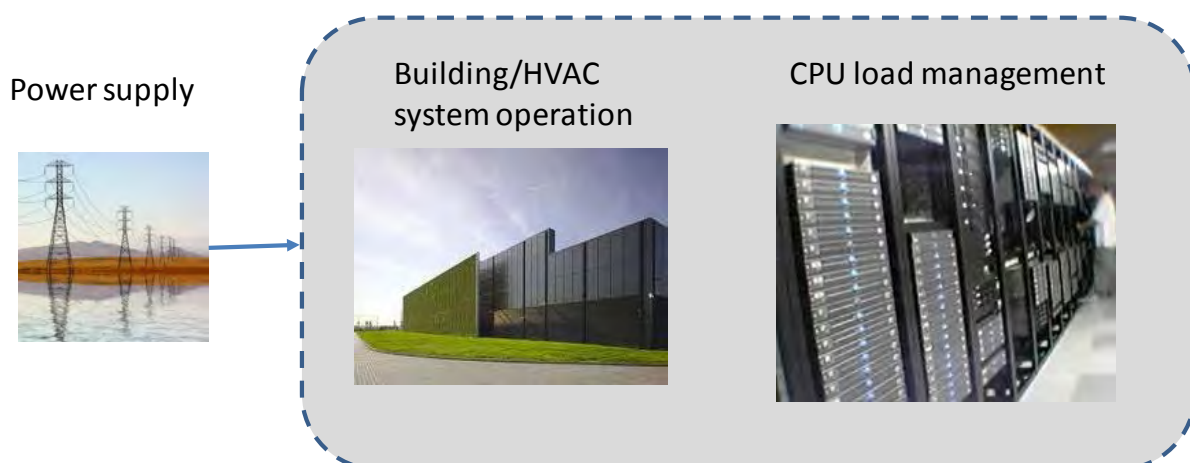 Power supply
Building/HVAC
system operation
CPU load management